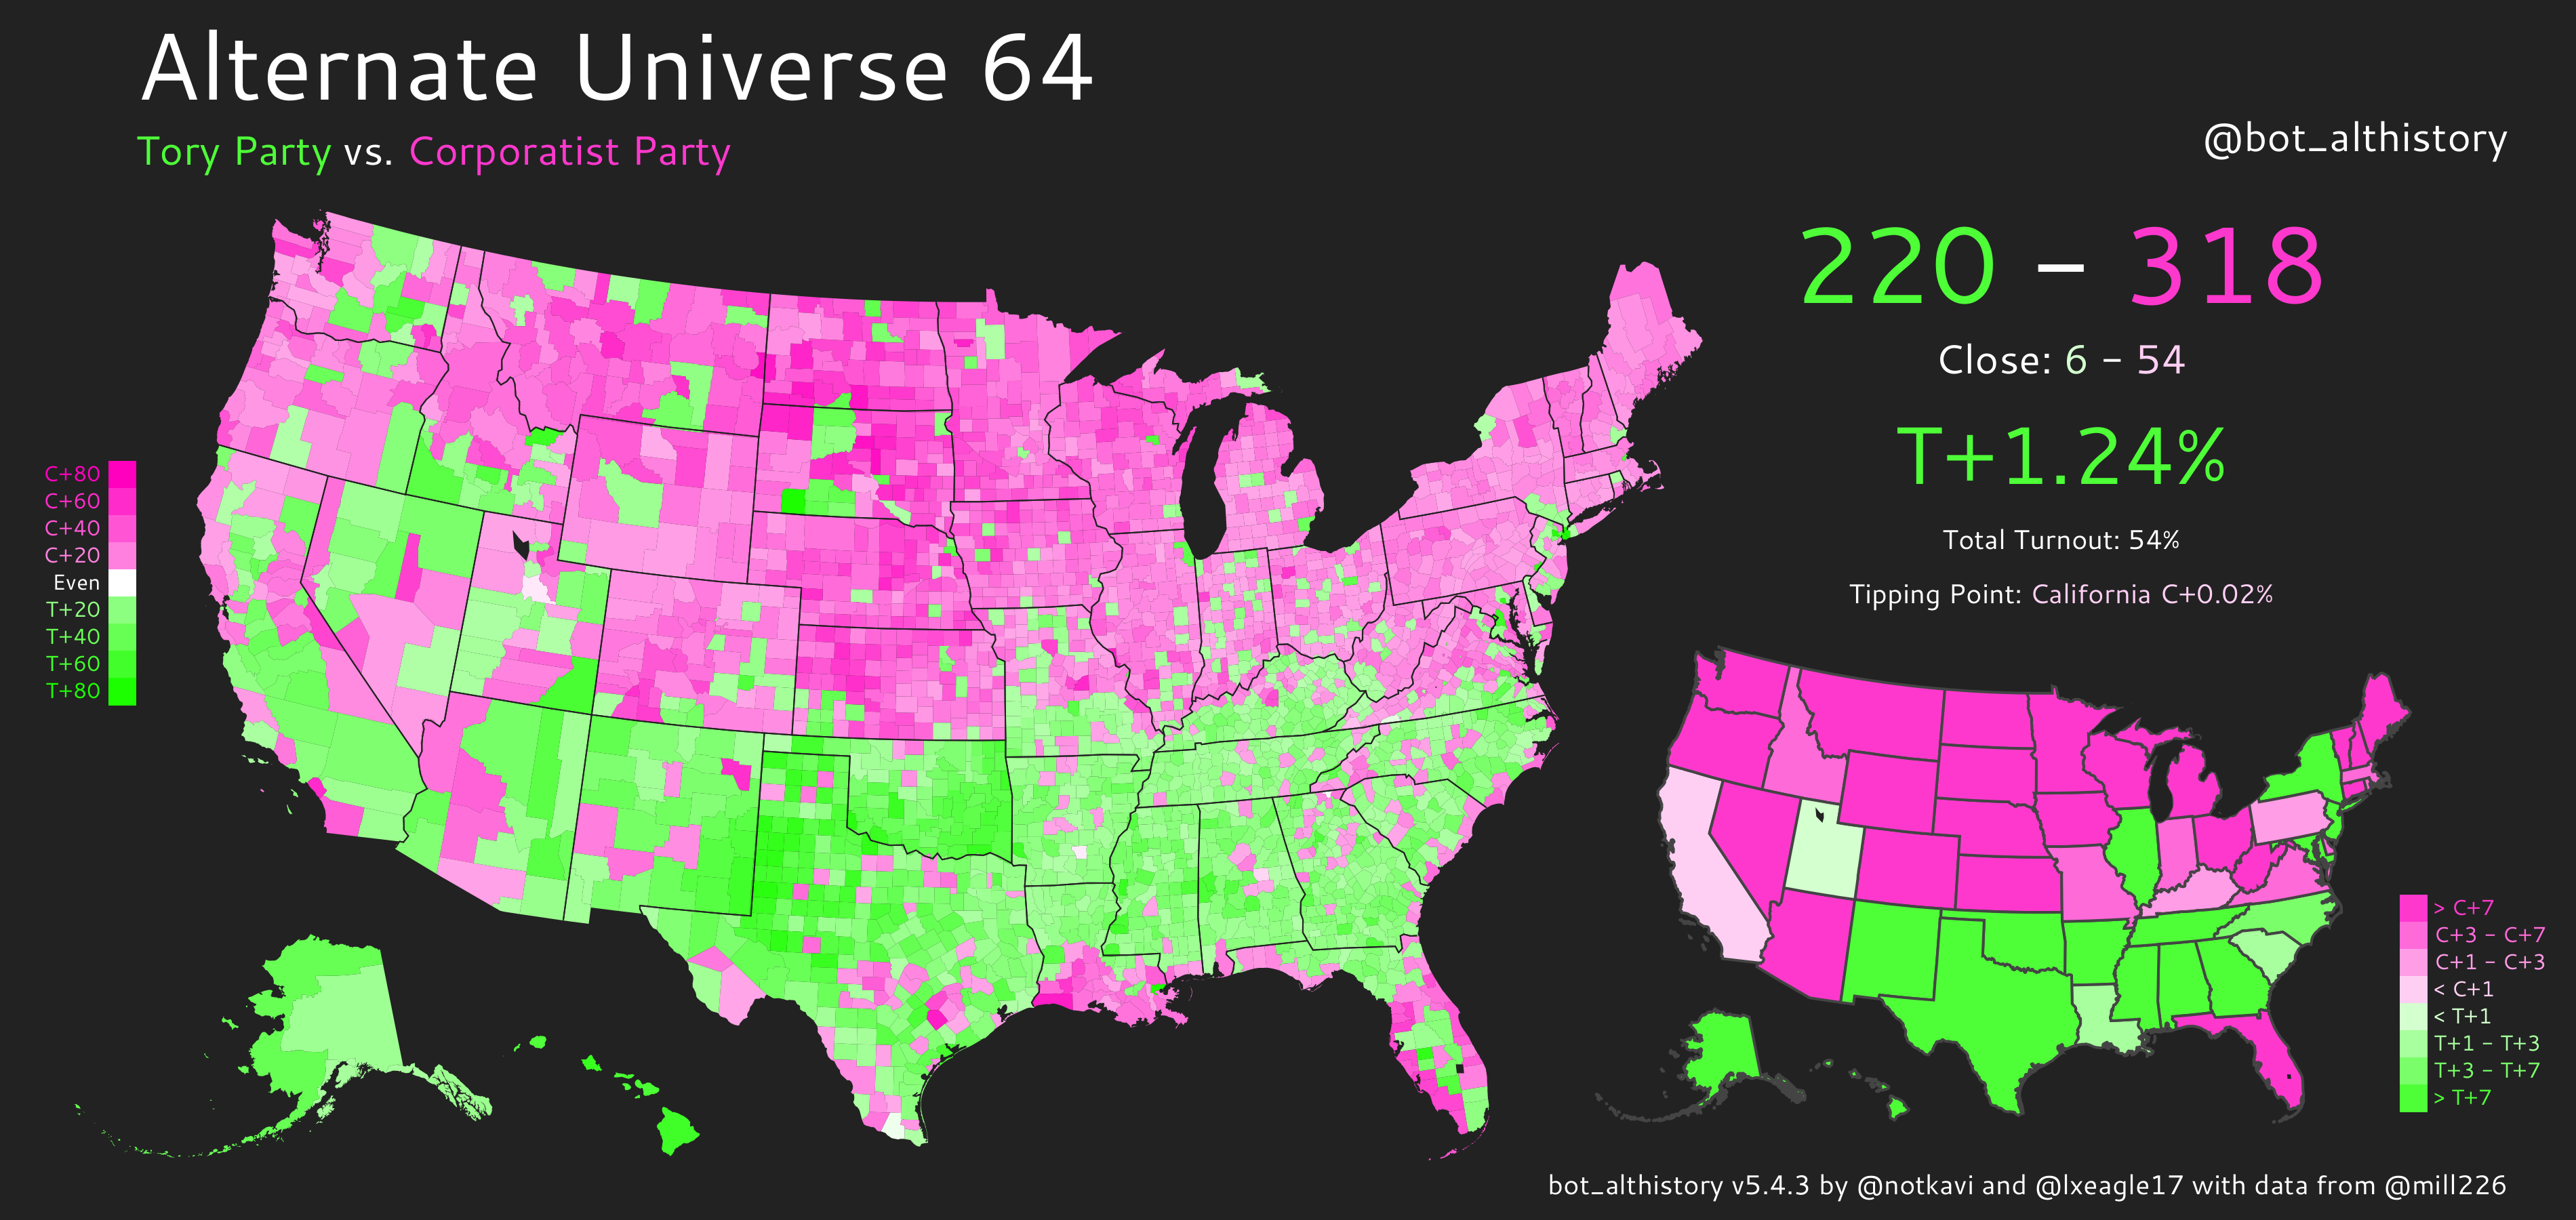 Alternate Universe 64
Tory Party vs. Corporatist Party
@bot_althistory
220 – 318
Close: 6 – 54
T+1.24%
Total Turnout: 54%
Tipping Point: California C+0.02%
C+80
C+60
C+40
C+20
Even
T+20
T+40
T+60
T+80
> C+7
C+3 – C+7
C+1 – C+3
< C+1
< T+1
T+1 – T+3
T+3 – T+7
> T+7
bot_althistory v5.4.3 by @notkavi and @lxeagle17 with data from @mill226